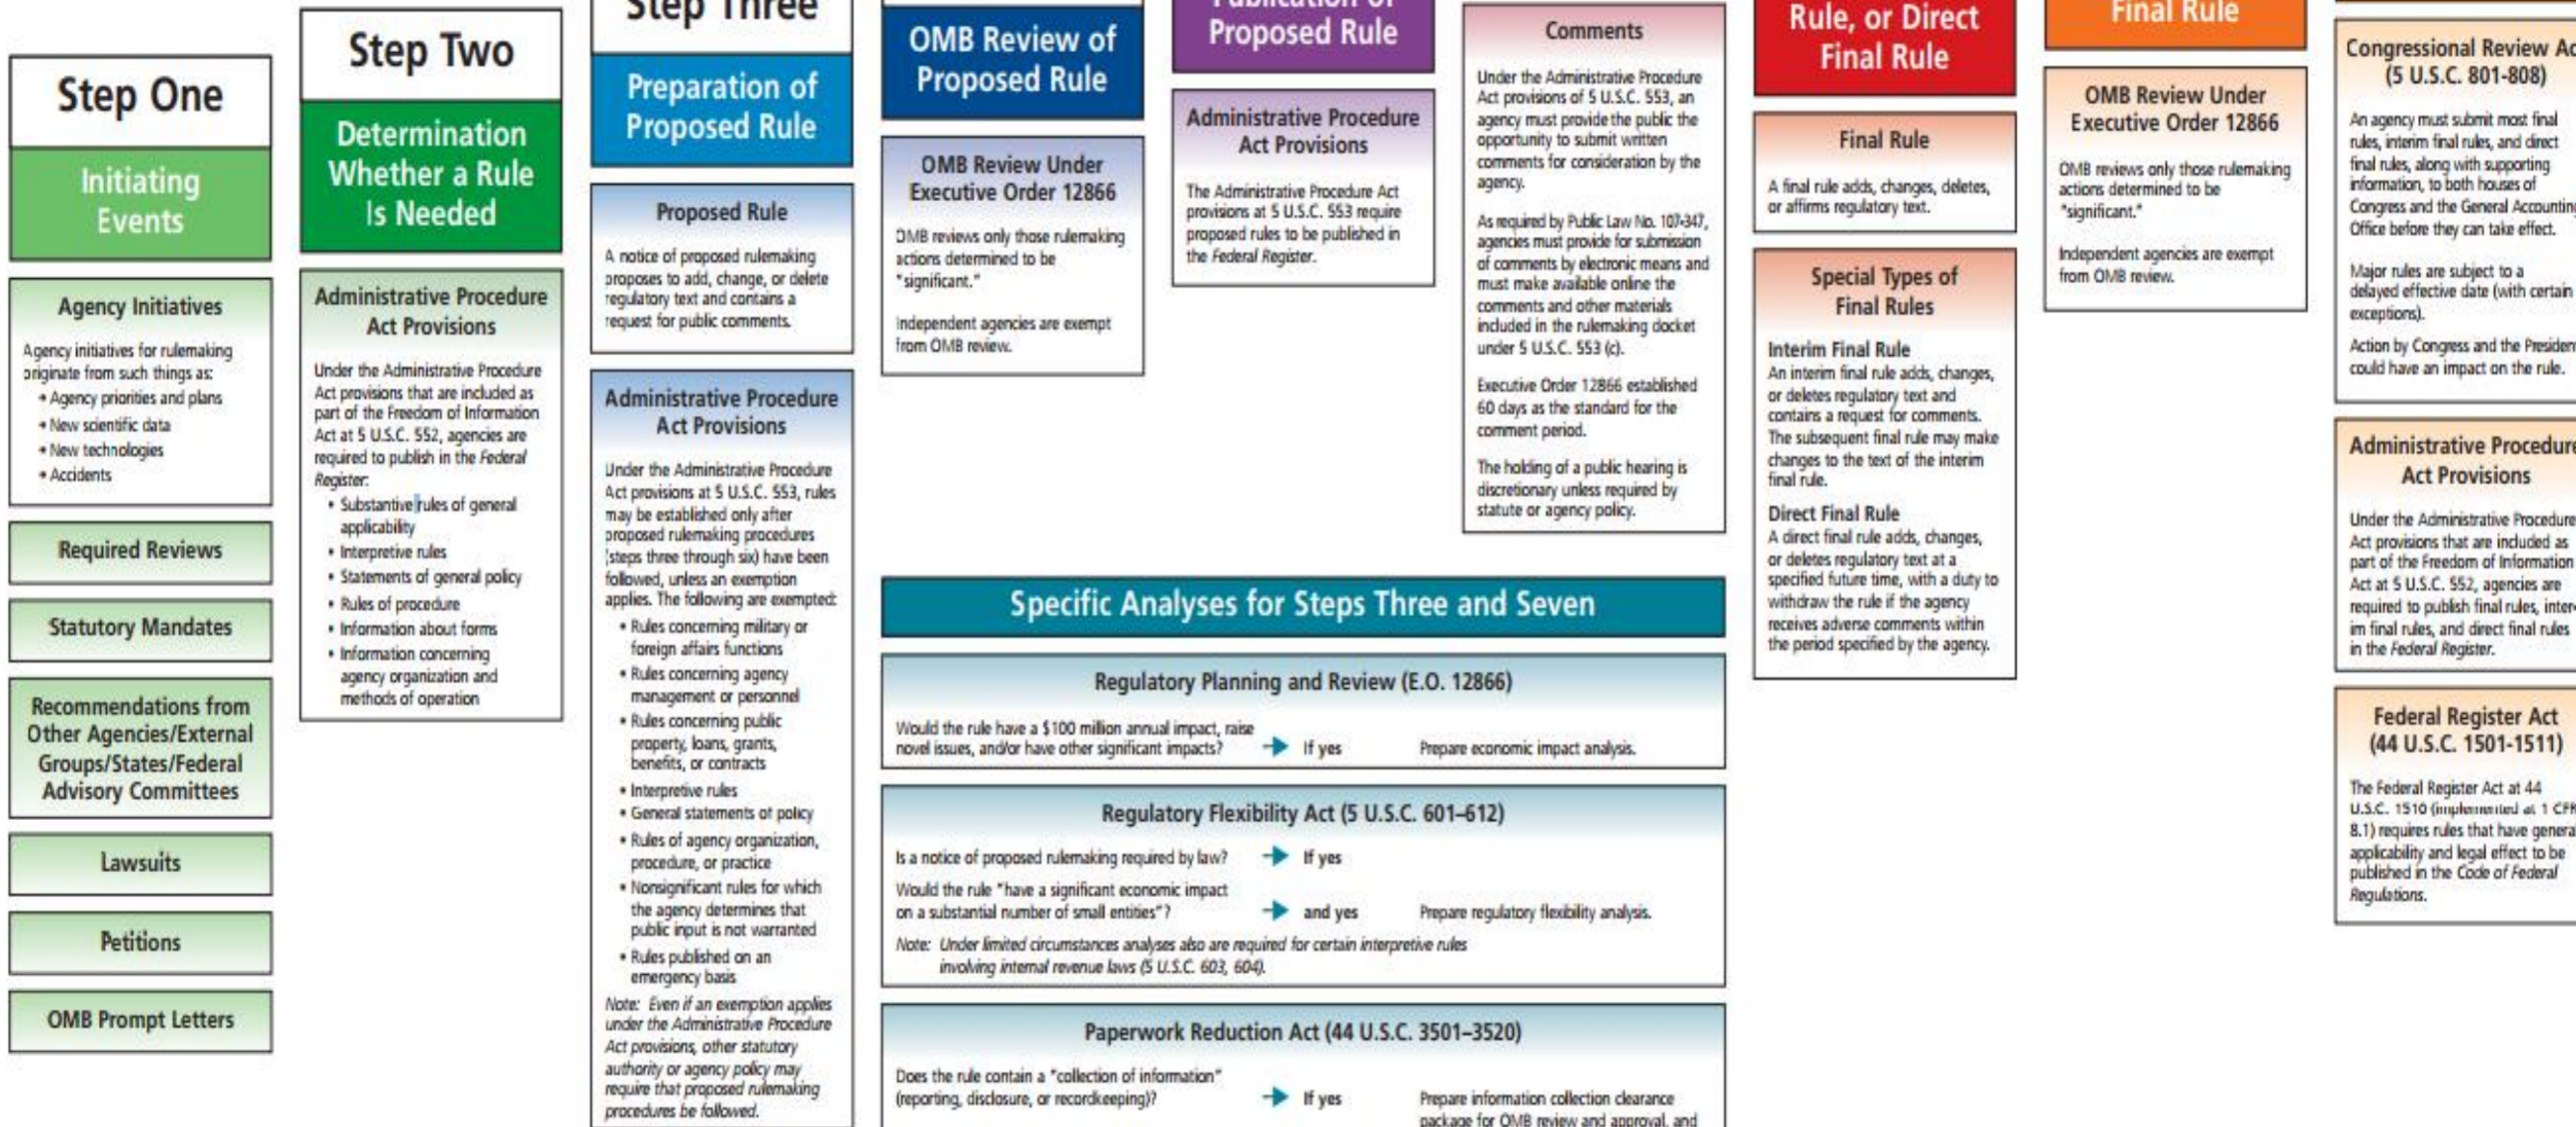 Step One
Initiating
Events
Agency Initiatives
Agency initiatives for rulemaking
originate from such things as:
• Agency priorities and plans
• New scientific data
• New technologies
• Accidents
Required Reviews
Statutory Mandates
Recommendations from
Other Agencies/External
Groups/States/Federal
Advisory Committees
Lawsuits
Petitions
OMB Prompt Letters
Step Two
Determination
Whether a Rule
Is Needed
Administrative Procedure
Act Provisions
Under the Administrative Procedure
Act provisions that are included as
part of the Freedom of Information
Act at 5 U.S.C. 552, agencies are
required to publish in the Federal
Register:
• Substantive rules of general
applicability
• Interpretive rules
• Statements of general policy
• Rules of procedure
• Information about forms
• Information concerning
agency organization and
methods of operation
Step Three
Preparation of
Proposed Rule
Proposed Rule
A notice of proposed rulemaking
proposes to add, change, or delete
regulatory text and contains a
request for public comments.
Administrative Procedure
Act Provisions
Under the Administrative Procedure
Act provisions at 5 U.S.C. 553, rules
may be established only after
proposed rulemaking procedures
(steps three through six) have been
followed, unless an exemption
applies. The following are exempted:
• Rules concerning military or
foreign affairs functions
• Rules concerning agency
management or personnel
• Rules concerning public
property, loans, grants,
benefits, or contracts
• Interpretive rules
• General statements of policy
• Rules of agency organization,
procedure, or practice
• Nonsignificant rules for which
the agency determines that
public input is not warranted
• Rules published on an
emergency basis
Note: Even if an exemption applies
under the Administrative Procedure
Act provisions, other statutory
authority or agency policy may
require that proposed rulemaking
procedures be followed.
OMB Review of
Proposed Rule
OMB Review Under
Executive Order 12866
OMB reviews only those rulemaking
actions determined to be
"significant."
Independent agencies are exempt
from OMB review.
Publication of
Proposed Rule
Administrative Procedure
Act Provisions
The Administrative Procedure Act
provisions at 5 U.S.C. 553 require
proposed rules to be published in
the Federal Register.
Comments
Under the Administrative Procedure
Act provisions of 5 U.S.C. 553, an
agency must provide the public the
opportunity to submit written
comments for consideration by the
agency.
As required by Public Law No. 107-347,
agencies must provide for submission
of comments by electronic means and
must make available online the
comments and other materials
included in the rulemaking docket
under 5 U.S.C. 553 (c).
Executive Order 12866 established
60 days as the standard for the
comment period.
The holding of a public hearing is
discretionary unless required by
statute or agency policy.
Specific Analyses for Steps Three and Seven
Regulatory Planning and Review (E.O. 12866)
Would the rule have a $100 million annual impact, raise
novel issues, and/or have other significant impacts? If yes Prepare economic impact analysis.
Regulatory Flexibility Act (5 U.S.C. 601–612)
Is a notice of proposed rulemaking required by law? If yes
Would the rule "have a significant economic impact
on a substantial number of small entities"? and yes Prepare regulatory flexibility analysis.
Note: Under limited circumstances analyses also are required for certain interpretive rules
involving internal revenue laws (5 U.S.C. 603, 604).
Paperwork Reduction Act (44 U.S.C. 3501–3520)
Does the rule contain a "collection of information"
(reporting, disclosure, or recordkeeping)? If yes Prepare information collection clearance
package for OMB review and approval, and
Rule, or Direct
Final Rule
Final Rule
A final rule adds, changes, deletes,
or affirms regulatory text.
Special Types of
Final Rules
Interim Final Rule
An interim final rule adds, changes,
or deletes regulatory text and
contains a request for comments.
The subsequent final rule may make
changes to the text of the interim
final rule.
Direct Final Rule
A direct final rule adds, changes,
or deletes regulatory text at a
specified future time, with a duty to
withdraw the rule if the agency
receives adverse comments within
the period specified by the agency.
Final Rule
OMB Review Under
Executive Order 12866
OMB reviews only those rulemaking
actions determined to be
"significant."
Independent agencies are exempt
from OMB review.
Congressional Review Ac
(5 U.S.C. 801-808)
An agency must submit most final
rules, interim final rules, and direct
final rules, along with supporting
information, to both houses of
Congress and the General Accounting
Office before they can take effect.
Major rules are subject to a
delayed effective date (with certain
exceptions).
Action by Congress and the President
could have an impact on the rule.
Administrative Procedure
Act Provisions
Under the Administrative Procedure
Act provisions that are included as
part of the Freedom of Information
Act at 5 U.S.C. 552, agencies are
required to publish final rules, inter-
im final rules, and direct final rules
in the Federal Register.
Federal Register Act
(44 U.S.C. 1501-1511)
The Federal Register Act at 44
U.S.C. 1510 (implemented at 1 CFR
8.1) requires rules that have general
applicability and legal effect to be
published in the Code of Federal
Regulations.